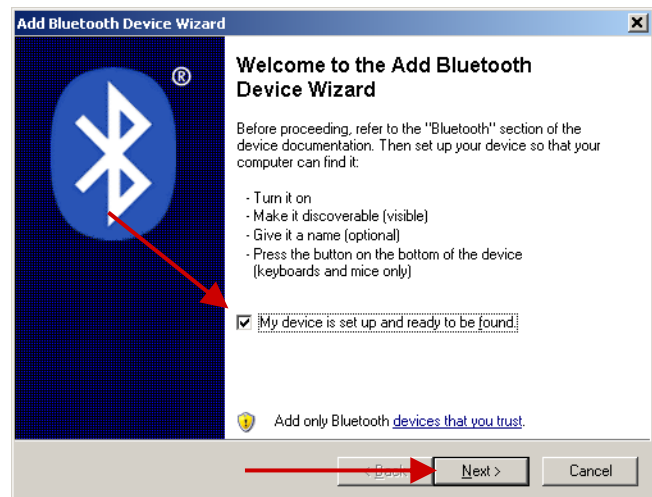 Add Bluetooth Device Wizard
®
Welcome to the Add Bluetooth
Device Wizard
Before proceeding, refer to the "Bluetooth" section of the
device documentation. Then set up your device so that your
computer can find it:
- Turn it on
- Make it discoverable (visible)
- Give it a name (optional)
- Press the button on the bottom of the device
(keyboards and mice only)
My device is set up and ready to be found.
Add only Bluetooth devices that you trust.
< Back Next > Cancel